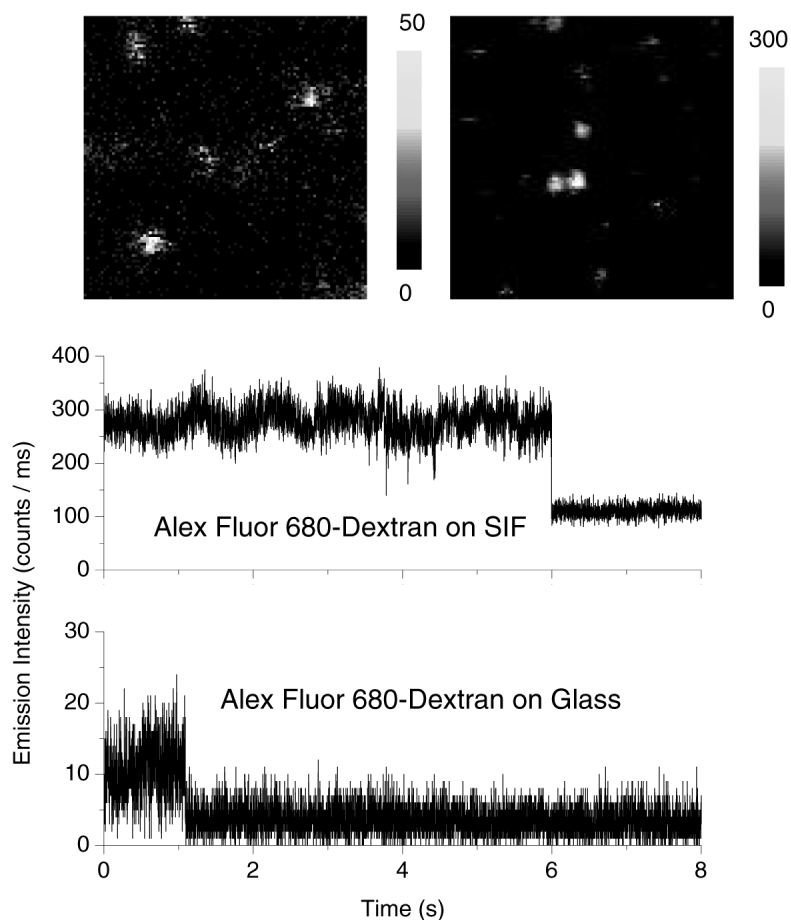 50
0
300
0
Emission Intensity (counts / ms)
400
300
200
100
0
Alex Fluor 680-Dextran on SIF
30
20
10
0
Alex Fluor 680-Dextran on Glass
0 2 4 6 8
Time (s)